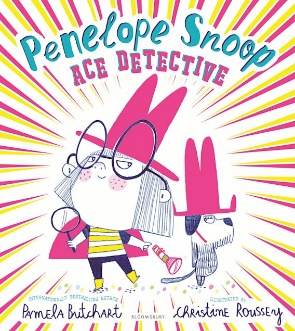 Penelope Snoop
ACE DETECTIVE
INTERNATIONALLY BESTSELLING AUTHOR
Pamela Butchart
BLOOMSBURY
ILLUSTRATED BY
Christine Roussey